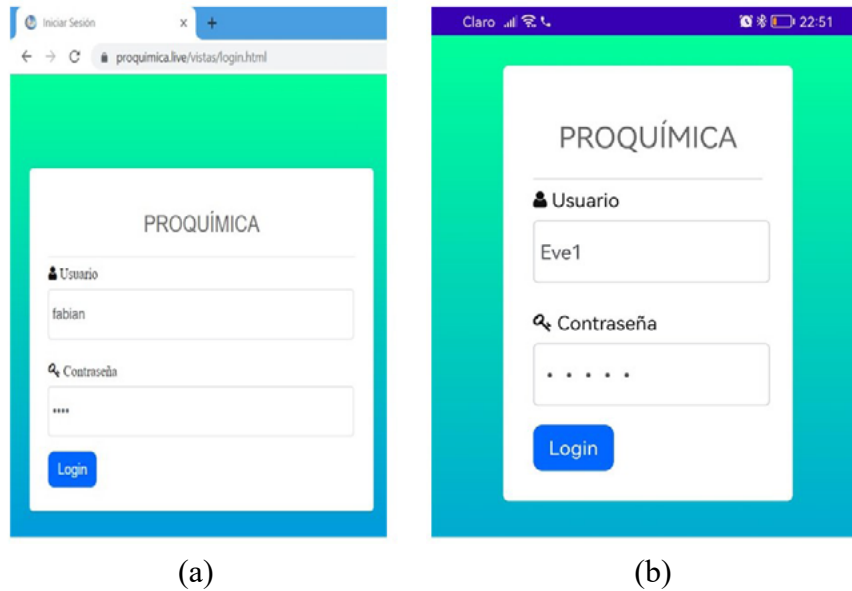 Iniciar Sesión
proquimica.live/vistas/login.html
PROQUÍMICA
Usuario
fabian
Contraseña
Login
(a)
Claro 22:51
PROQUÍMICA
Usuario
Eve1
Contraseña
Login
(b)